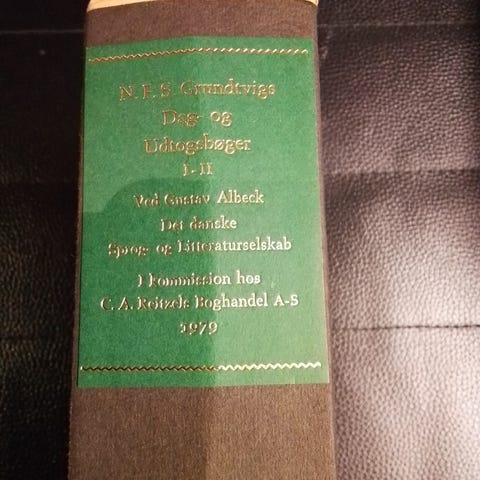 N. F. S. Grundtvigs
Dag- og
Udtogsbøger
I-II
Ved Gustav Albeck
Det danske
Sprog- og Litteraturselskab
I kommission hos
C. A. Reitzels Boghandel A-S
1979